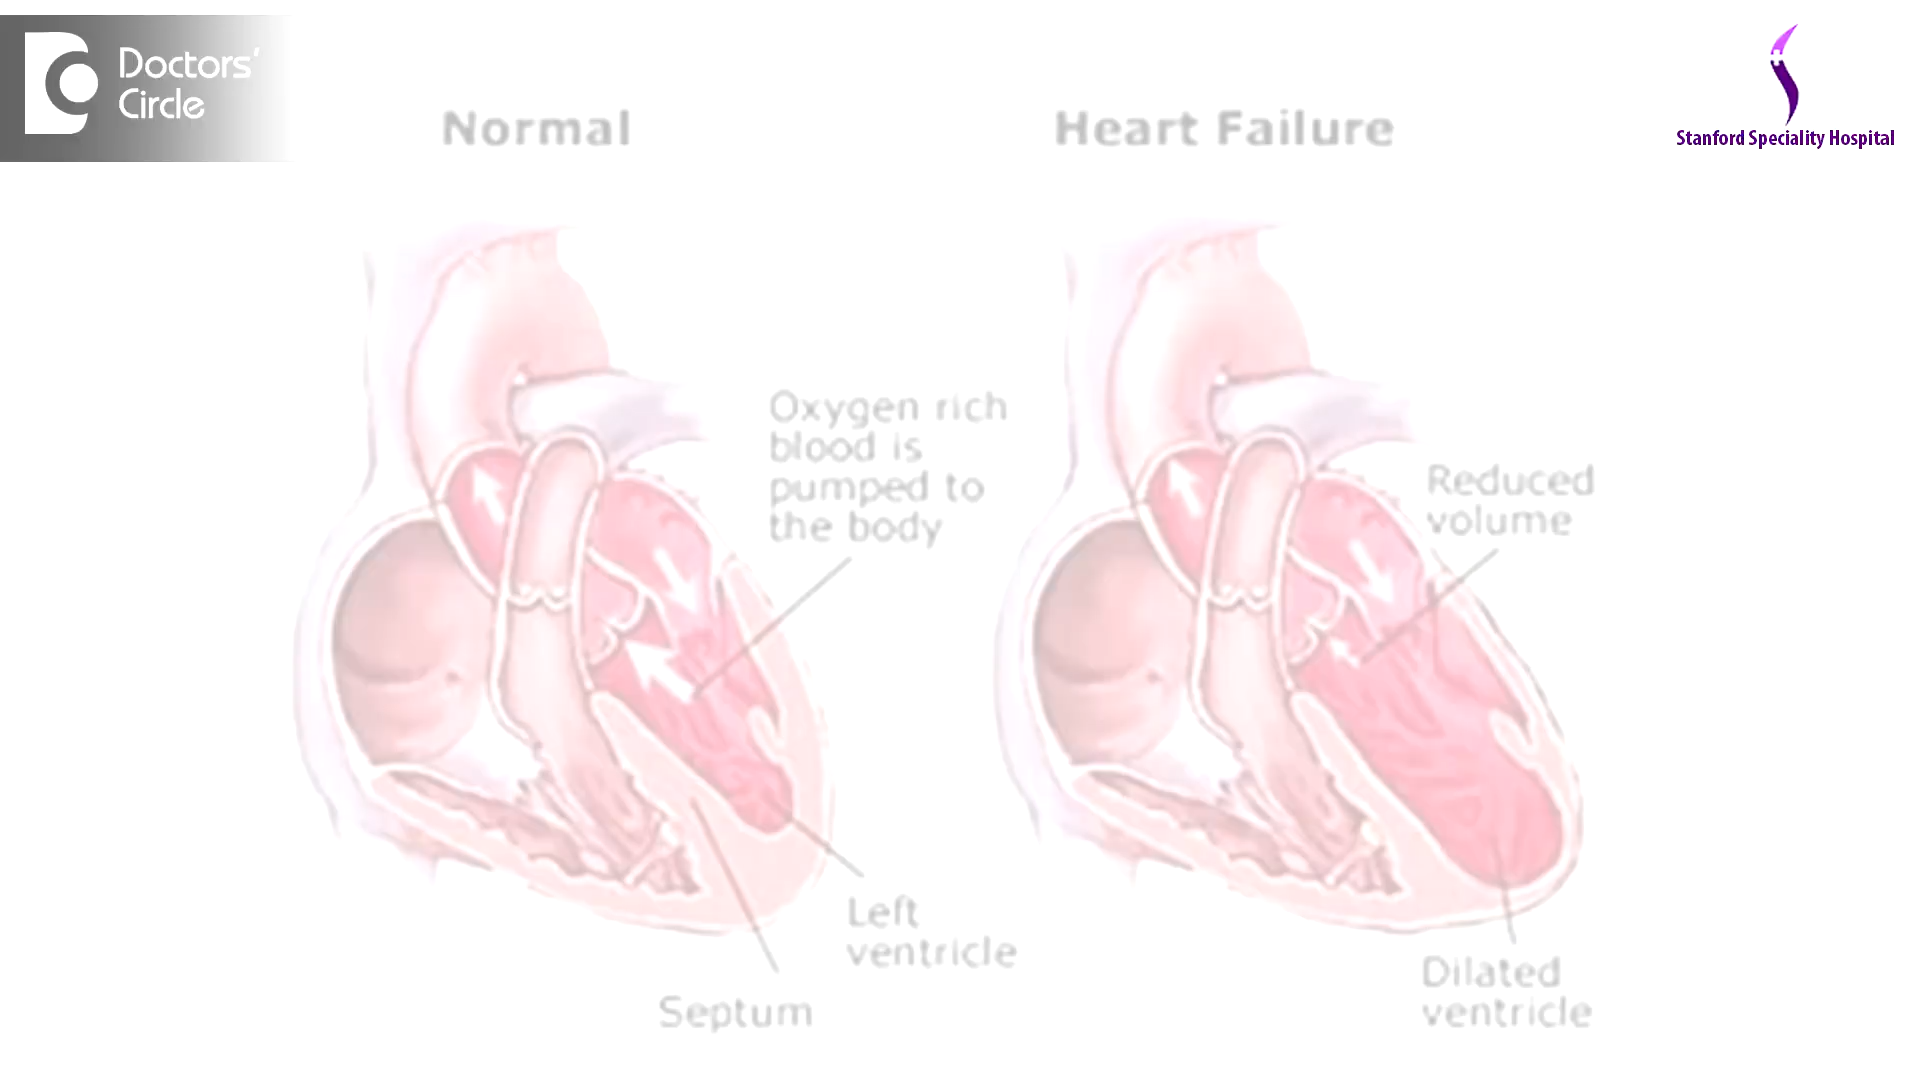 Doctors'
Circle
Stanford Speciality Hospital
Normal
Heart Failure
Oxygen rich
blood is
pumped to
the body
Reduced
volume
Left
ventricle
Septum
Dilated
ventricle